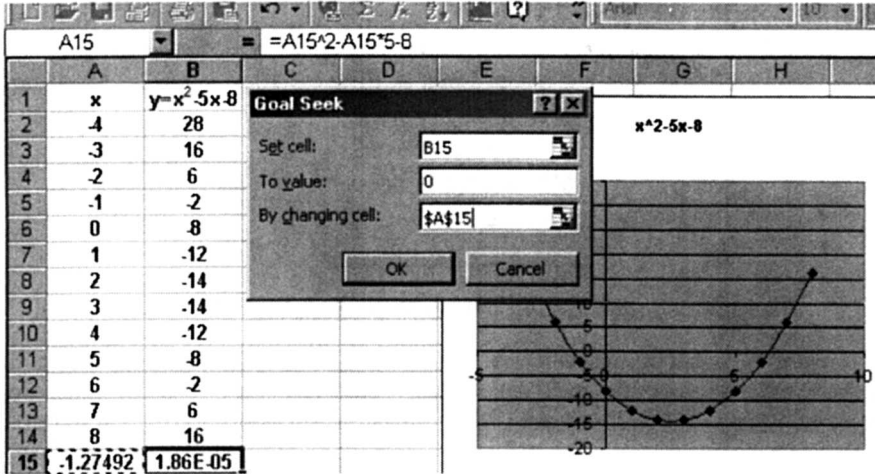 Arial 10
A15 = =A15^2-A15*5-8
A B C D E F G H
1 x y=x²-5x-8
2 -4 28
3 -3 16
4 -2 6
5 -1 -2
6 0 -8
7 1 -12
8 2 -14
9 3 -14
10 4 -12
11 5 -8
12 6 -2
13 7 6
14 8 16
15 -1.27492 1.86E-05
Goal Seek
Set cell: B15
To value: 0
By changing cell: $A$15
OK Cancel
x^2-5x-8
10
5
0
-5 -5 0 5 10
-10
-15
-20